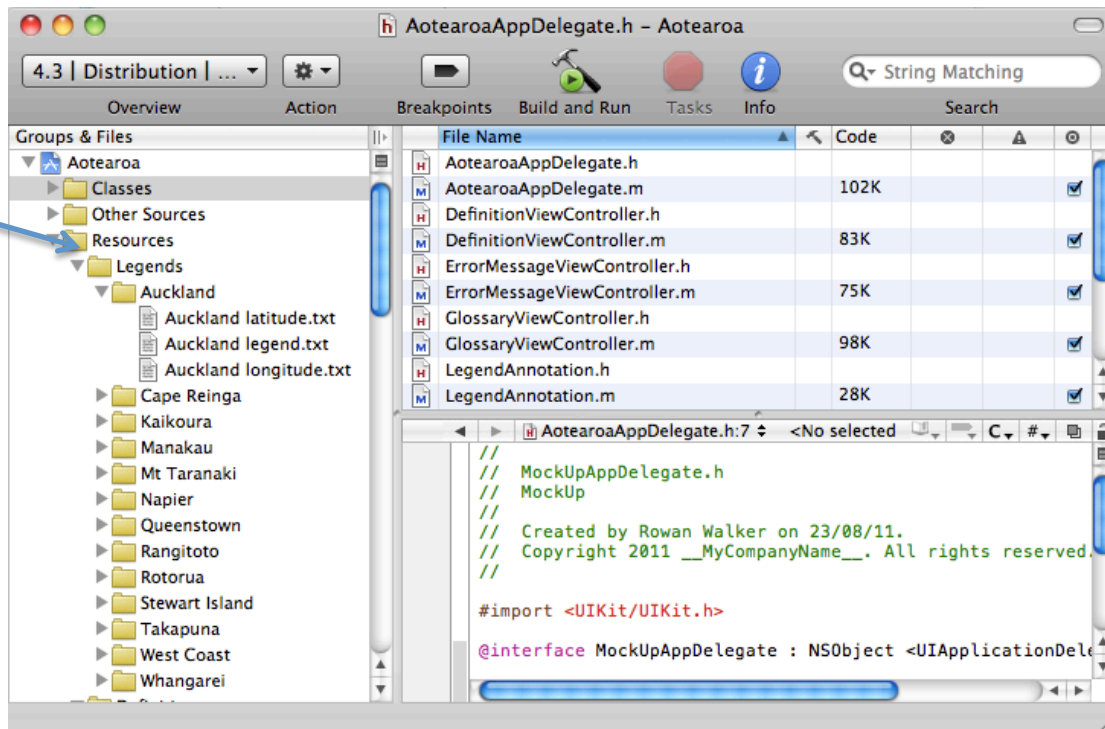 AotearoaAppDelegate.h – Aotearoa
4.3 | Distribution | ...
Overview
Action
Breakpoints
Build and Run
Tasks
Info
String Matching
Search
Groups & Files
Aotearoa
Classes
Other Sources
Resources
Legends
Auckland
Auckland latitude.txt
Auckland legend.txt
Auckland longitude.txt
Cape Reinga
Kaikoura
Manakau
Mt Taranaki
Napier
Queenstown
Rangitoto
Rotorua
Stewart Island
Takapuna
West Coast
Whangarei
File Name Code
AotearoaAppDelegate.h
AotearoaAppDelegate.m 102K
DefinitionViewController.h
DefinitionViewController.m 83K
ErrorMessageViewController.h
ErrorMessageViewController.m 75K
GlossaryViewController.h
GlossaryViewController.m 98K
LegendAnnotation.h
LegendAnnotation.m 28K
AotearoaAppDelegate.h:7 <No selected C #
//
// MockUpAppDelegate.h
// MockUp
//
// Created by Rowan Walker on 23/08/11.
// Copyright 2011 __MyCompanyName__. All rights reserved.
//
#import <UIKit/UIKit.h>
@interface MockUpAppDelegate : NSObject <UIApplicationDele